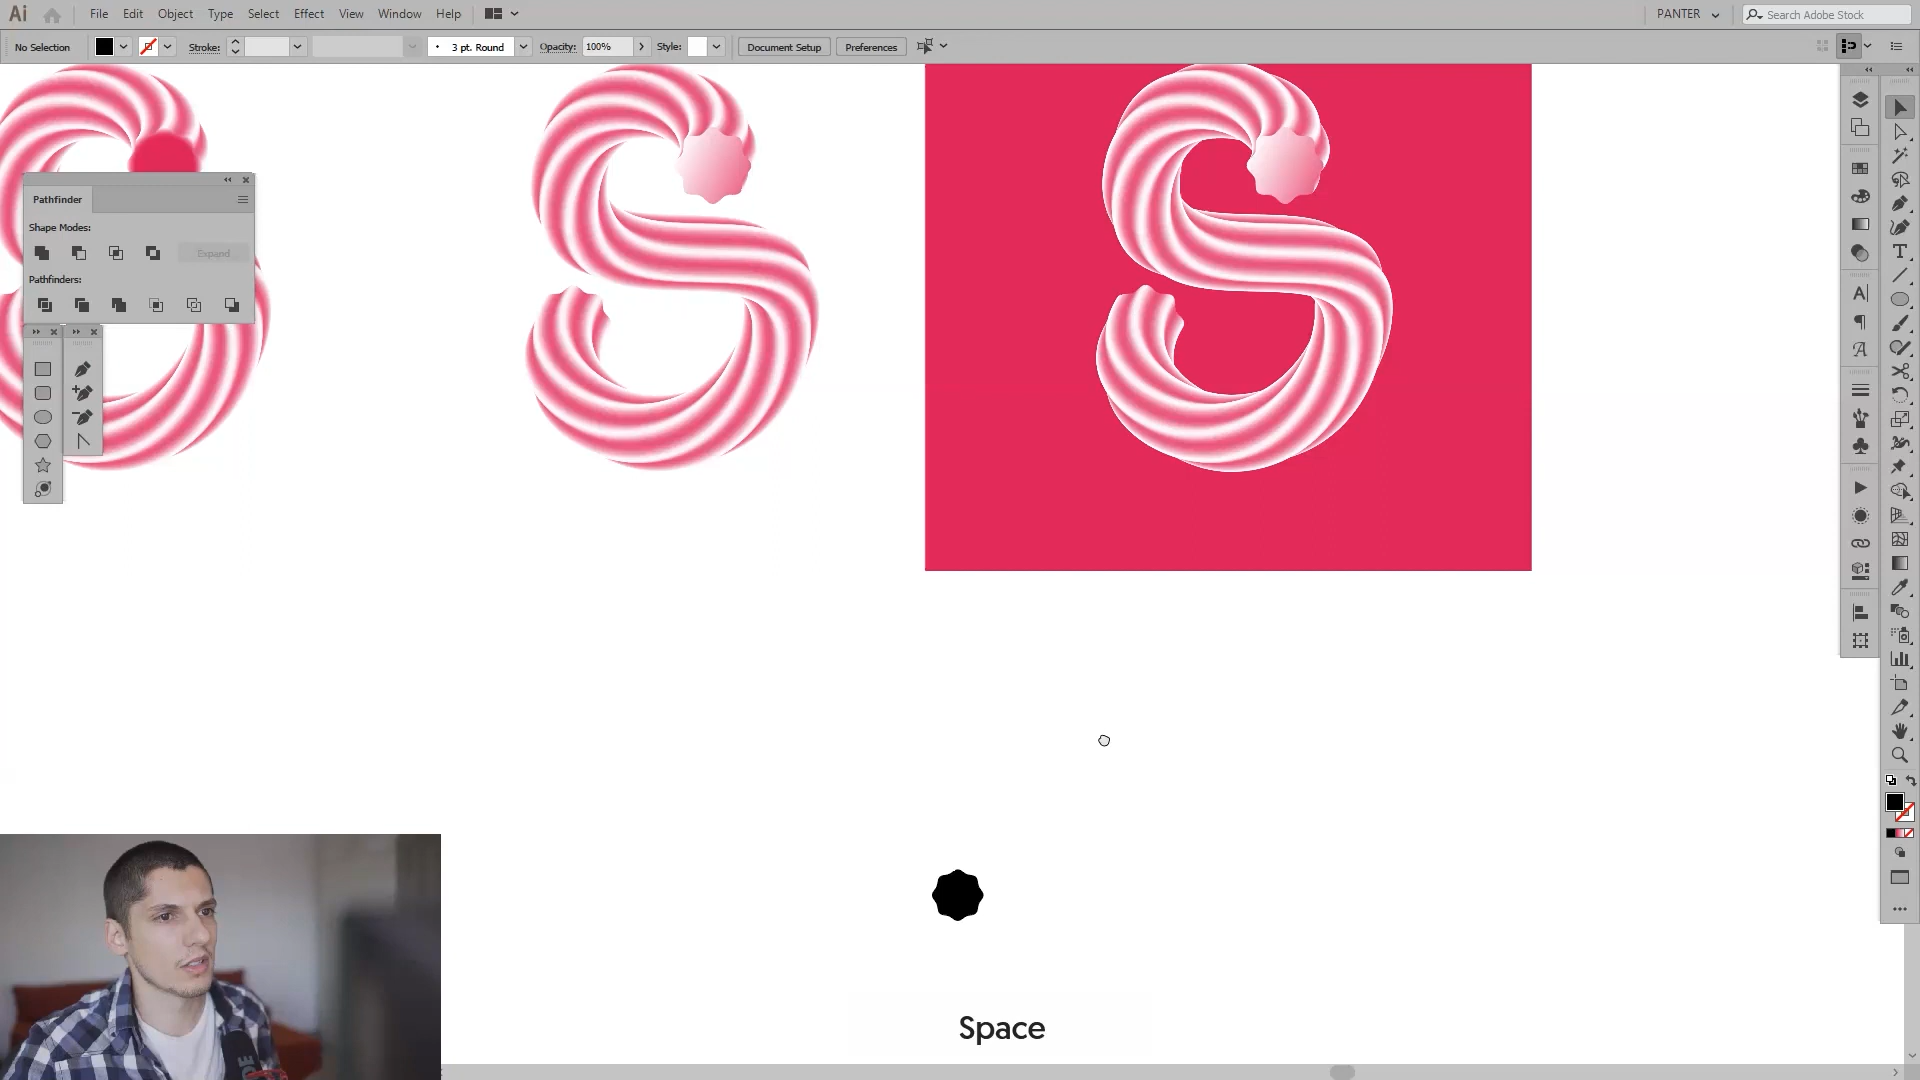 Ai File Edit Object Type Select Effect View Window Help PANTER Search Adobe Stock
No Selection Stroke: 3 pt. Round Opacity: 100% Style: Document Setup Preferences
Pathfinder
Shape Modes:
Expand
Pathfinders:
Space